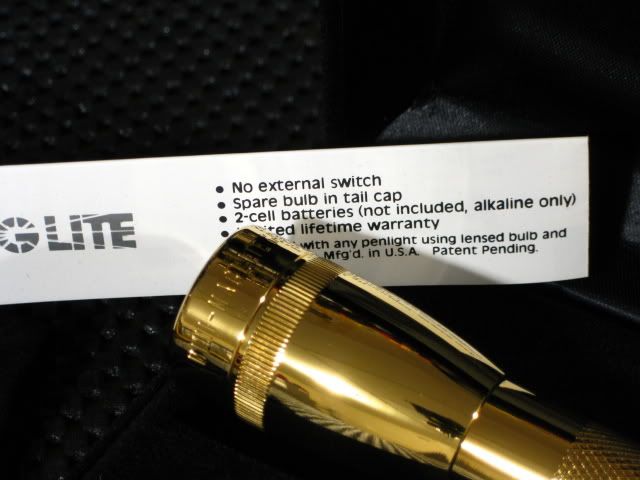 GLITE
• No external switch
• Spare bulb in tail cap
• 2-cell batteries (not included, alkaline only)
lifetime warranty
with any penlight using lensed bulb and
Mfg'd. in U.S.A. Patent Pending.